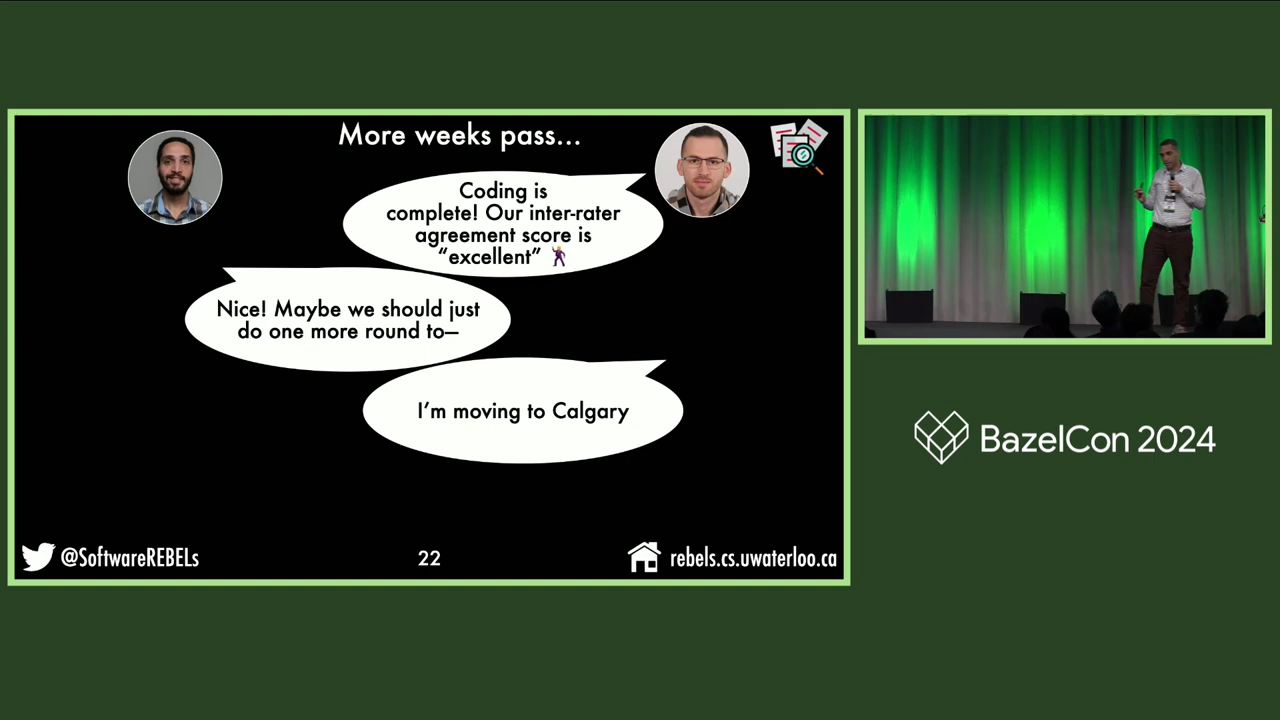 More weeks pass...
Coding is
complete! Our inter-rater
agreement score is
“excellent” 🕺
Nice! Maybe we should just
do one more round to—
I’m moving to Calgary
@SoftwareREBELs
22
rebels.cs.uwaterloo.ca
BazelCon 2024